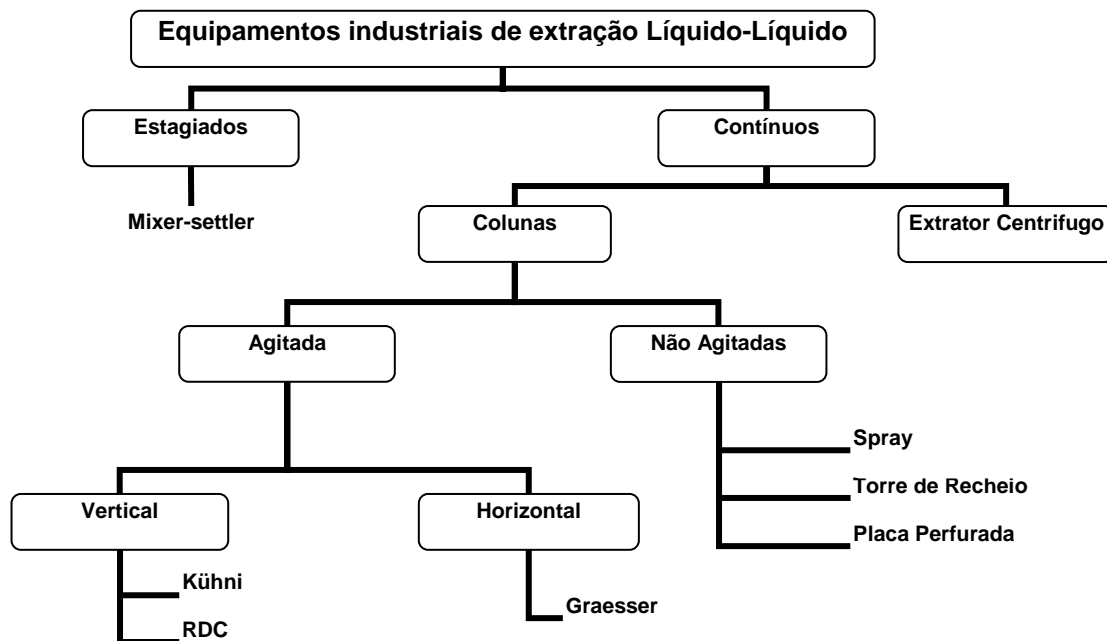 Equipamentos industriais de extração Líquido-Líquido
Estagiados
Contínuos
Mixer-settler
Colunas
Extrator Centrifugo
Agitada
Não Agitadas
Spray
Torre de Recheio
Placa Perfurada
Vertical
Horizontal
Kühni
RDC
Graesser